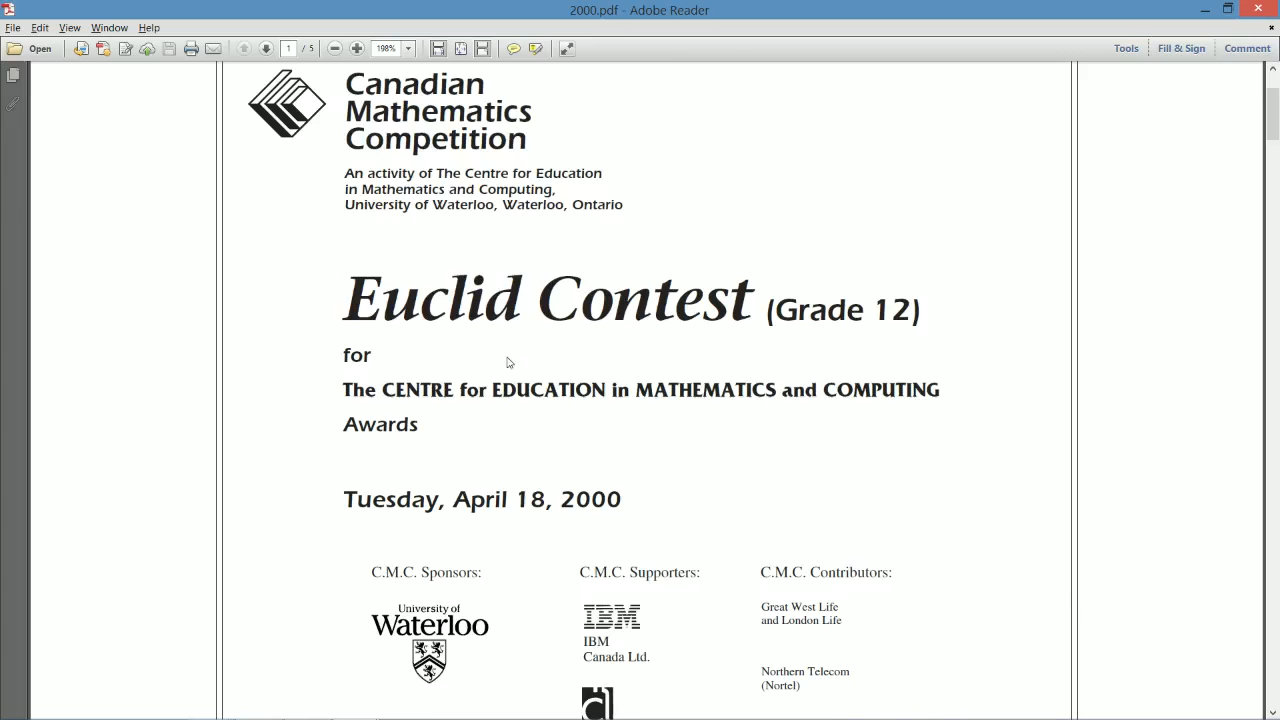 2000.pdf - Adobe Reader
File Edit View Window Help
Open 1 / 5 198% Tools Fill & Sign Comment
Canadian
Mathematics
Competition
An activity of The Centre for Education
in Mathematics and Computing,
University of Waterloo, Waterloo, Ontario
Euclid Contest (Grade 12)
for
The CENTRE for EDUCATION in MATHEMATICS and COMPUTING
Awards
Tuesday, April 18, 2000
C.M.C. Sponsors: C.M.C. Supporters: C.M.C. Contributors:
University of
Waterloo
IBM
IBM
Canada Ltd.
Great West Life
and London Life
Northern Telecom
(Nortel)